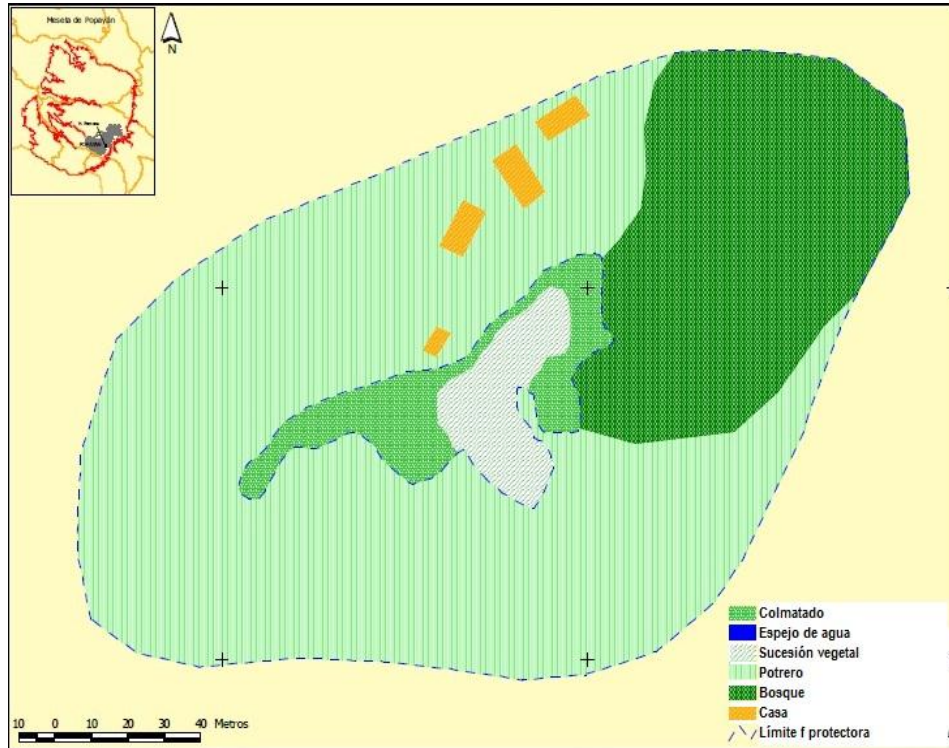 Meseta de Popayán
N
Colmatado
Espejo de agua
Sucesión vegetal
Potrero
Bosque
Casa
Límite f protectora
10 0 10 20 30 40 Metros